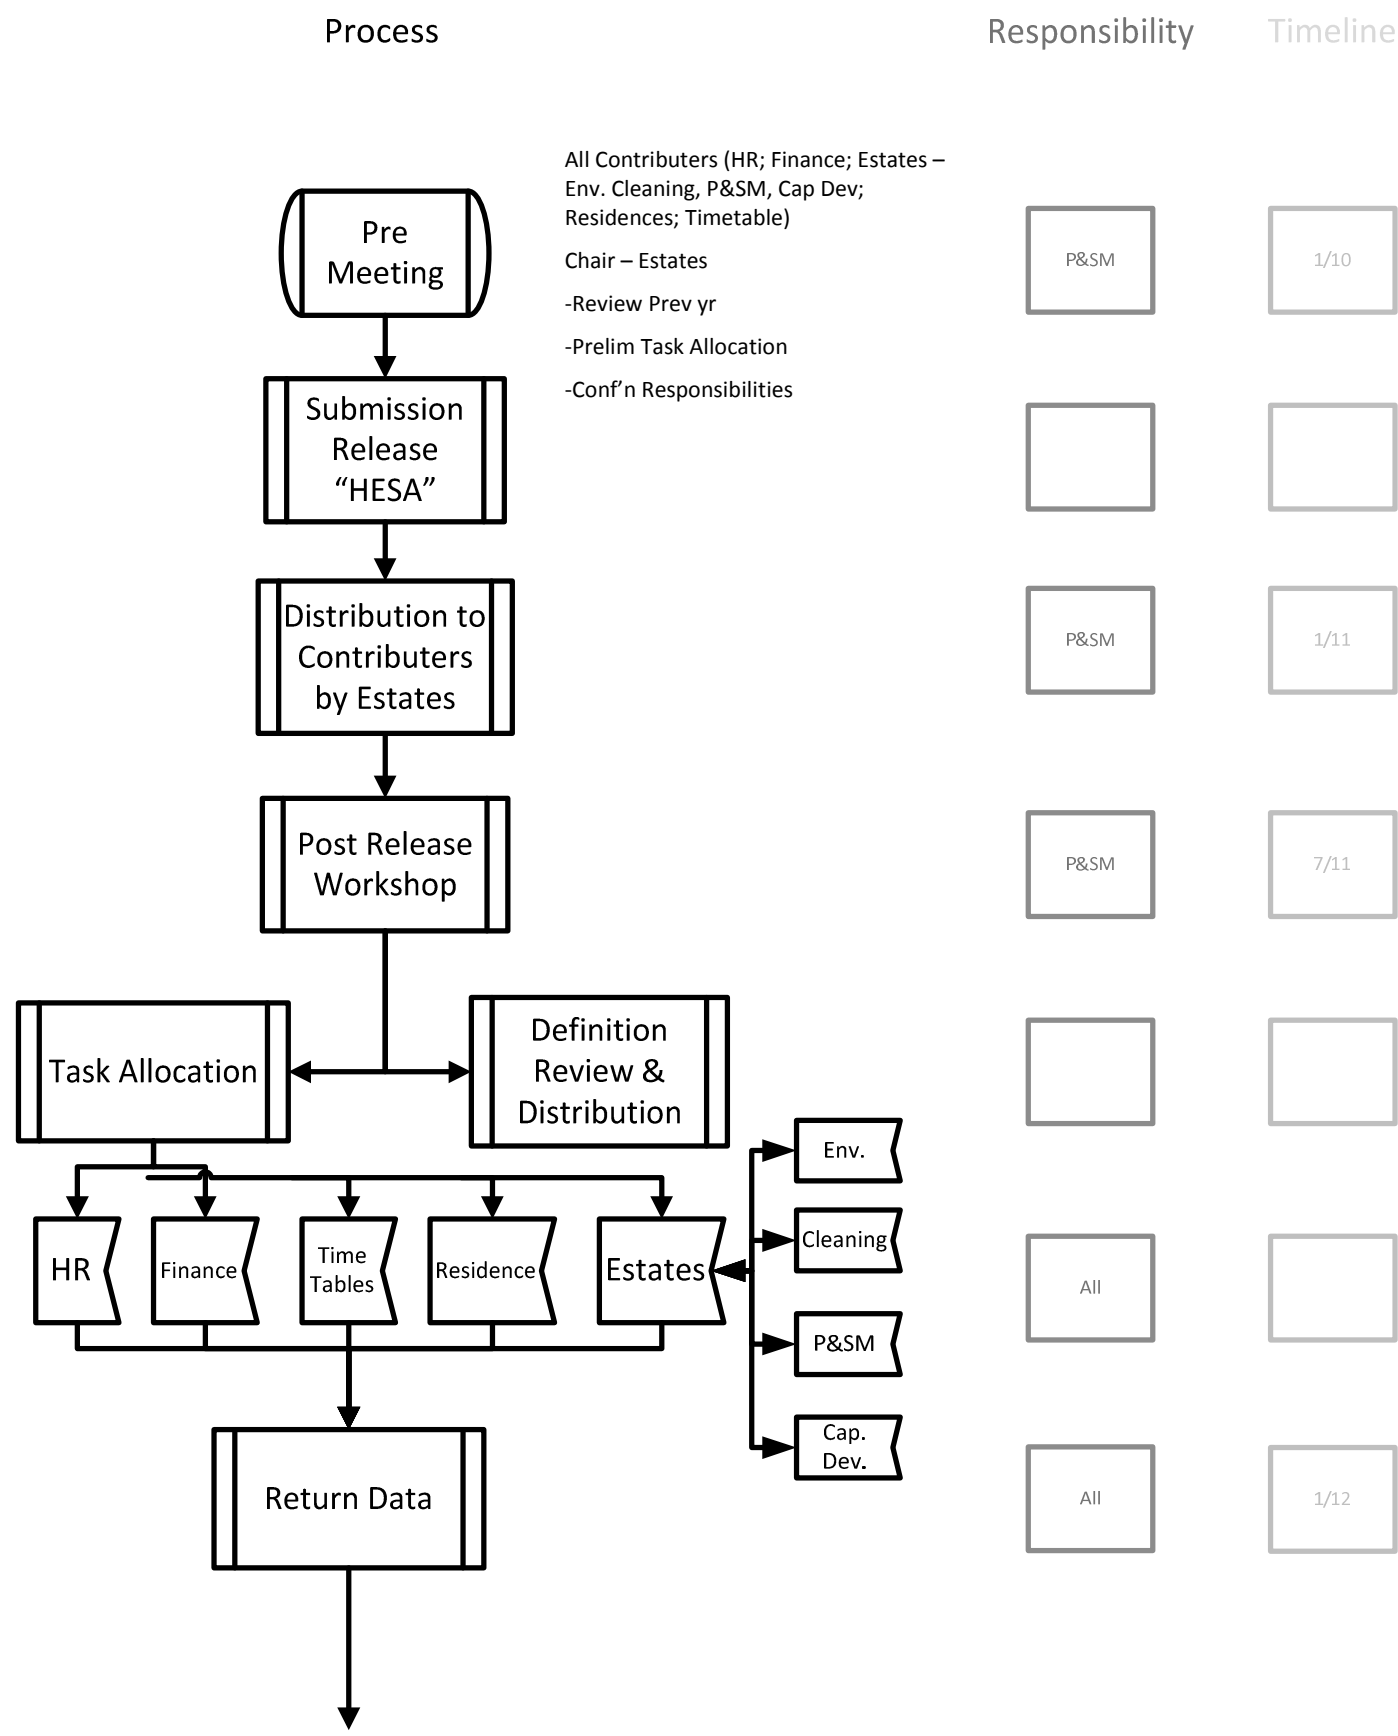 Process
Responsibility
Timeline
All Contributers (HR; Finance; Estates –
Env. Cleaning, P&SM, Cap Dev;
Residences; Timetable)
Chair – Estates
-Review Prev yr
-Prelim Task Allocation
-Conf’n Responsibilities
Pre
Meeting
P&SM
1/10
Submission
Release
“HESA”
Distribution to
Contributers
by Estates
P&SM
1/11
Post Release
Workshop
P&SM
7/11
Task Allocation
Definition
Review &
Distribution
HR
Finance
Time
Tables
Residence
Estates
Env.
Cleaning
P&SM
Cap.
Dev.
All
Return Data
All
1/12